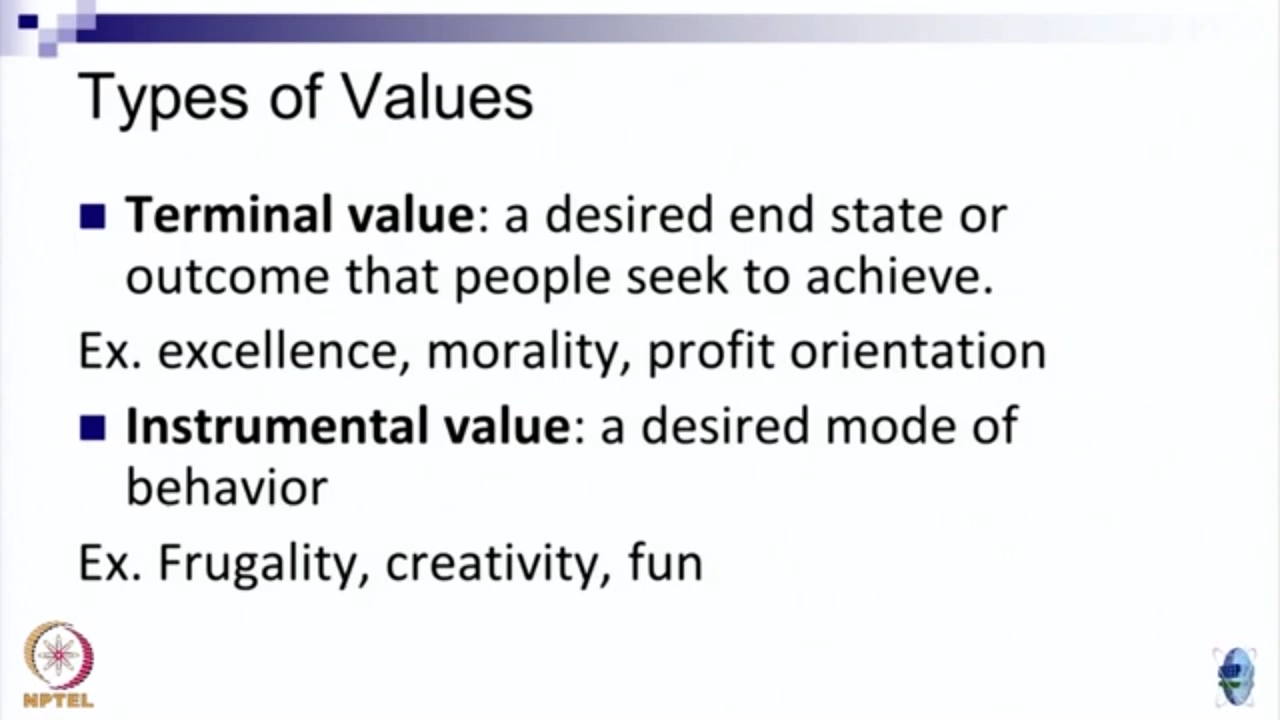 Types of Values
Terminal value: a desired end state or
outcome that people seek to achieve.
Ex. excellence, morality, profit orientation
Instrumental value: a desired mode of
behavior
Ex. Frugality, creativity, fun
NPTEL